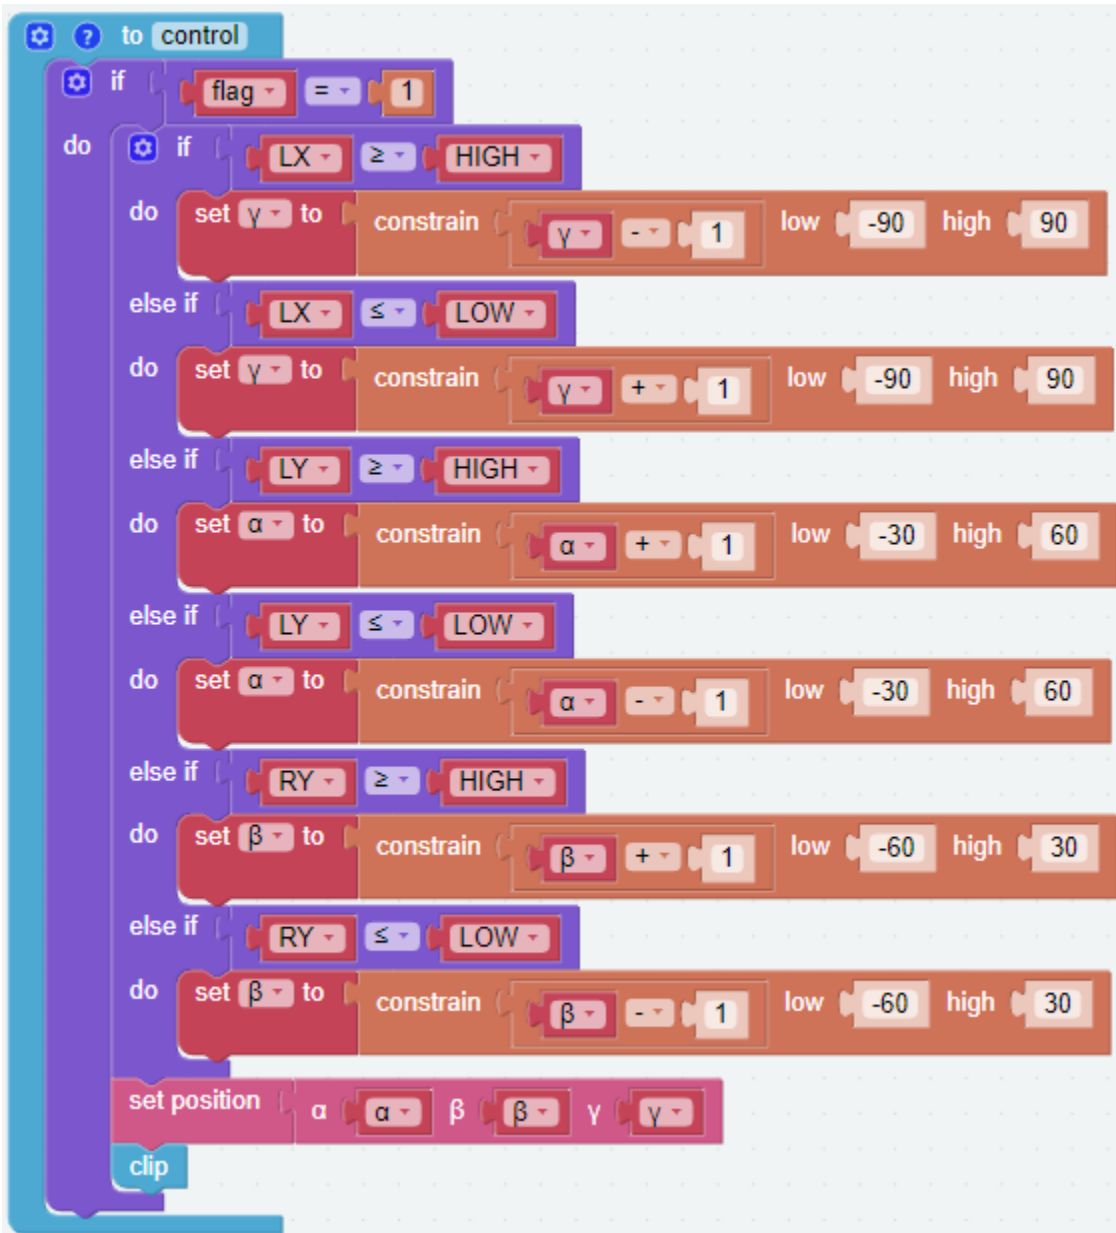 ? to control
if flag = 1
do if LX ≥ HIGH
do set γ to constrain γ - 1 low -90 high 90
else if LX ≤ LOW
do set γ to constrain γ + 1 low -90 high 90
else if LY ≥ HIGH
do set α to constrain α + 1 low -30 high 60
else if LY ≤ LOW
do set α to constrain α - 1 low -30 high 60
else if RY ≥ HIGH
do set β to constrain β + 1 low -60 high 30
else if RY ≤ LOW
do set β to constrain β - 1 low -60 high 30
set position α α β β γ γ
clip